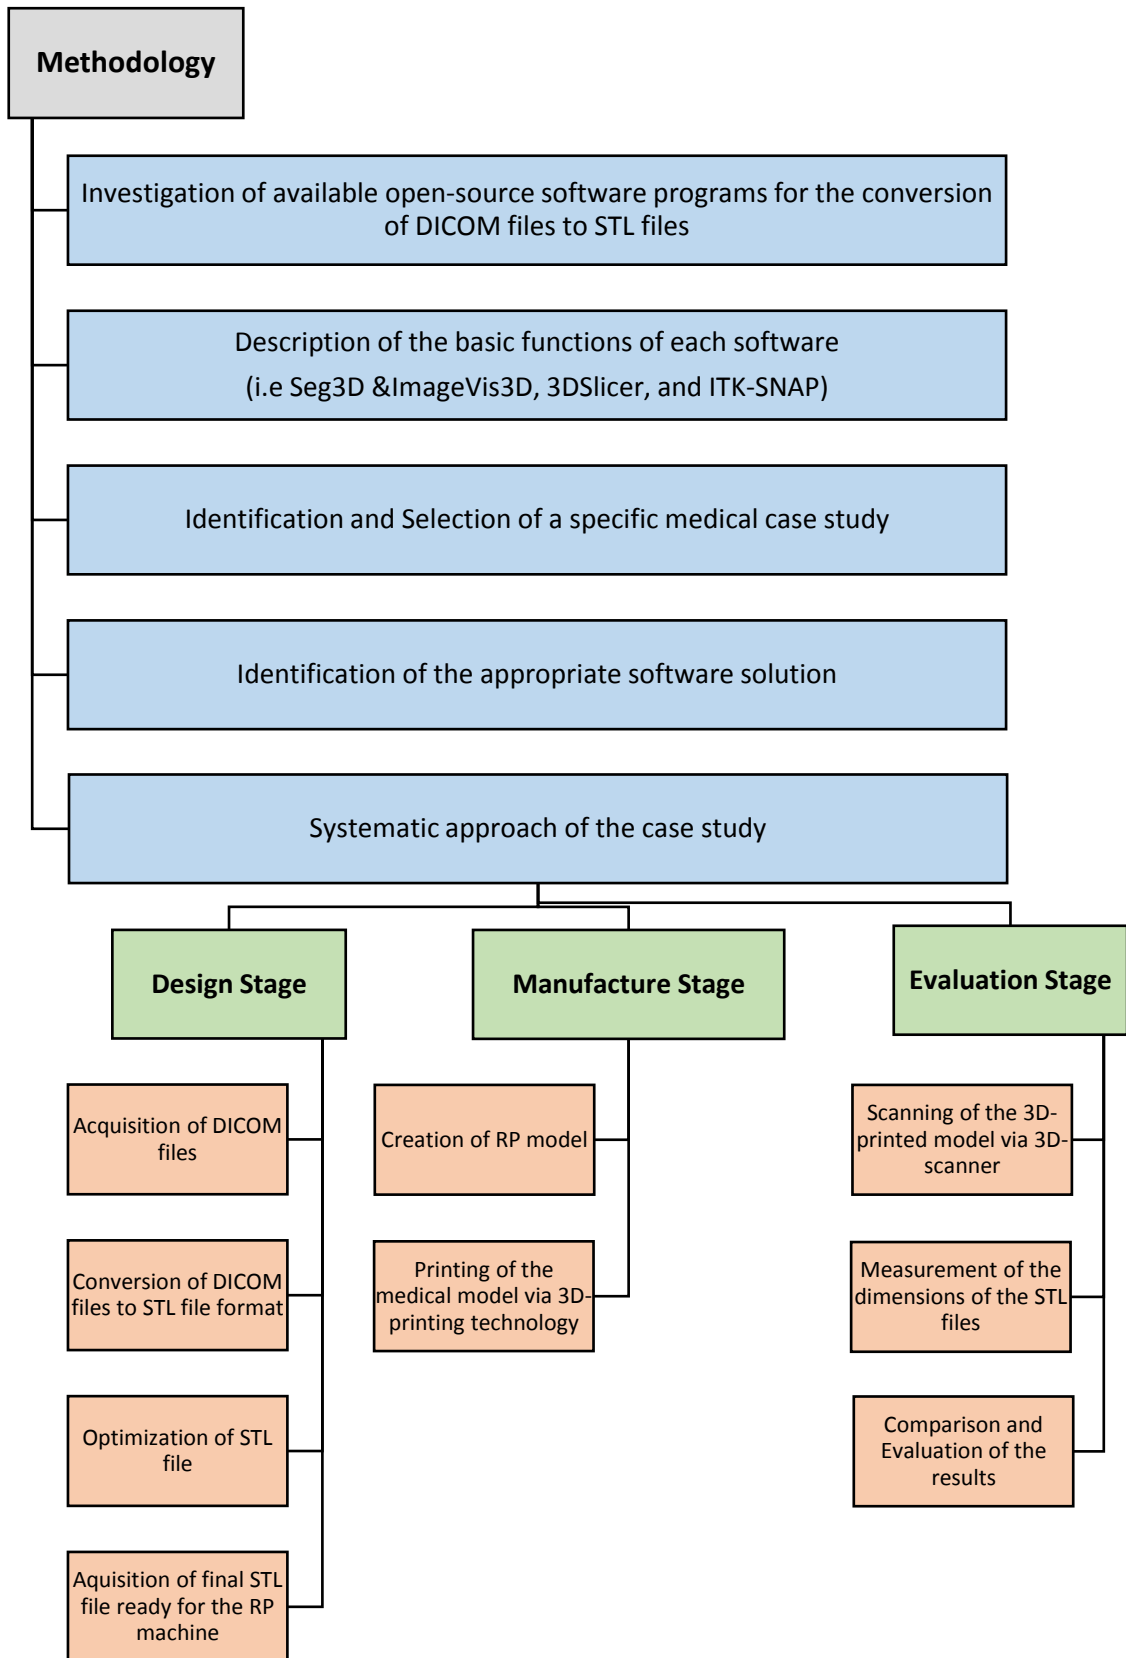 Methodology
Investigation of available open-source software programs for the conversion
of DICOM files to STL files
Description of the basic functions of each software
(i.e Seg3D &ImageVis3D, 3DSlicer, and ITK-SNAP)
Identification and Selection of a specific medical case study
Identification of the appropriate software solution
Systematic approach of the case study
Design Stage
Manufacture Stage
Evaluation Stage
Acquisition of DICOM
files
Conversion of DICOM
files to STL file format
Optimization of STL
file
Aquisition of final STL
file ready for the RP
machine
Creation of RP model
Printing of the
medical model via 3D-
printing technology
Scanning of the 3D-
printed model via 3D-
scanner
Measurement of the
dimensions of the STL
files
Comparison and
Evaluation of the
results